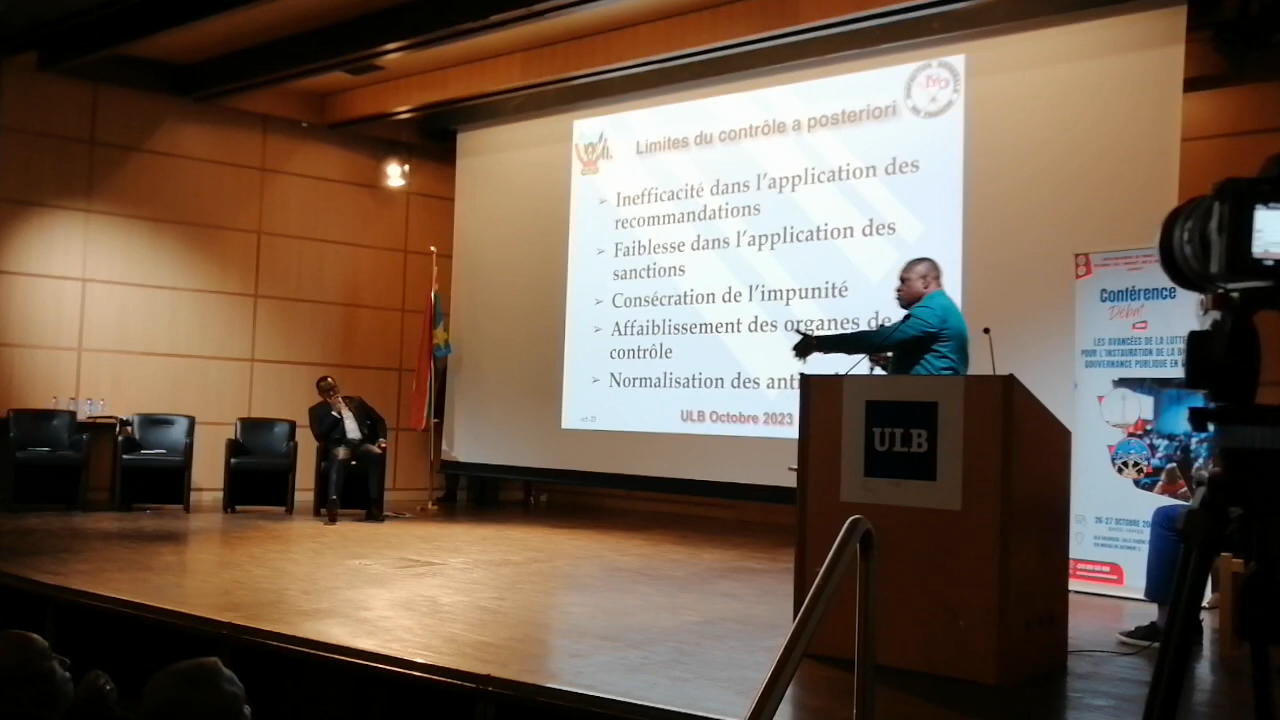 II. Limites du contrôle a posteriori
➢ Inefficacité dans l'application des
recommandations
➢ Faiblesse dans l'application des
sanctions
➢ Consécration de l'impunité
➢ Affaiblissement des organes de
contrôle
➢ Normalisation des anti
ULB Octobre 2023
ULB
Conférence
Débat
LES AVANCÉES DE LA LUTTE
POUR L'INSTAURATION DE LA
GOUVERNANCE PUBLIQUE EN
26-27 OCTOBRE